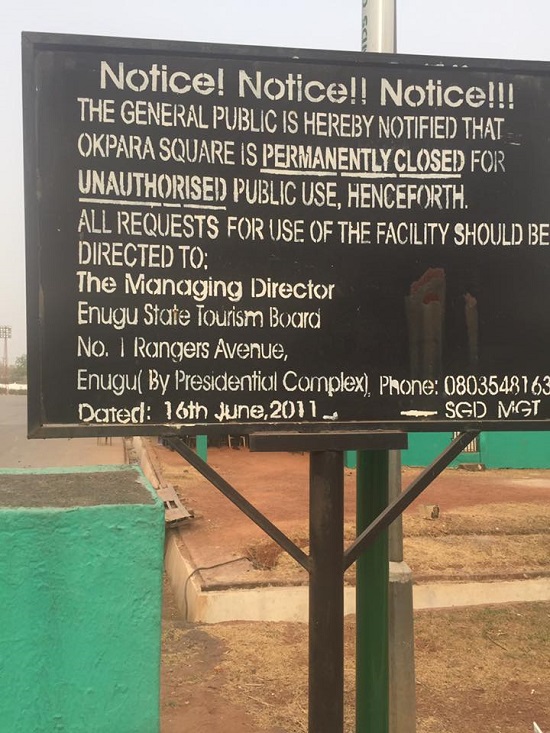 Notice! Notice!! Notice!!!
THE GENERAL PUBLIC IS HEREBY NOTIFIED THAT
OKPARA SQUARE IS PERMANENTLY CLOSED FOR
UNAUTHORISED PUBLIC USE, HENCEFORTH.
ALL REQUESTS FOR USE OF THE FACILITY SHOULD BE
DIRECTED TO:
The Managing Director
Enugu State Tourism Board
No. 1 Rangers Avenue,
Enugu( By Presidential Complex), Phone: 0803548163
Dated: 16th June,2011 SGD MGT